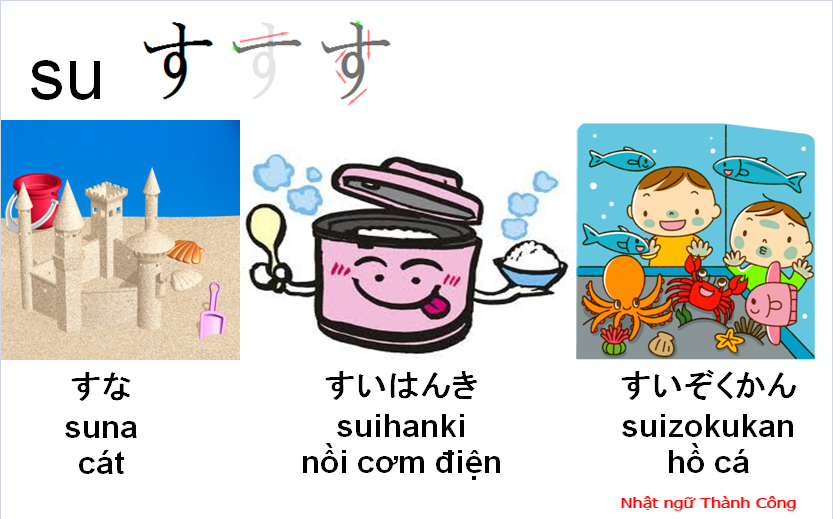 su す す す
すな
suna
cát
すいはんき
suihanki
nồi cơm điện
すいぞくかん
suizokukan
hồ cá
Nhật ngữ Thành Công